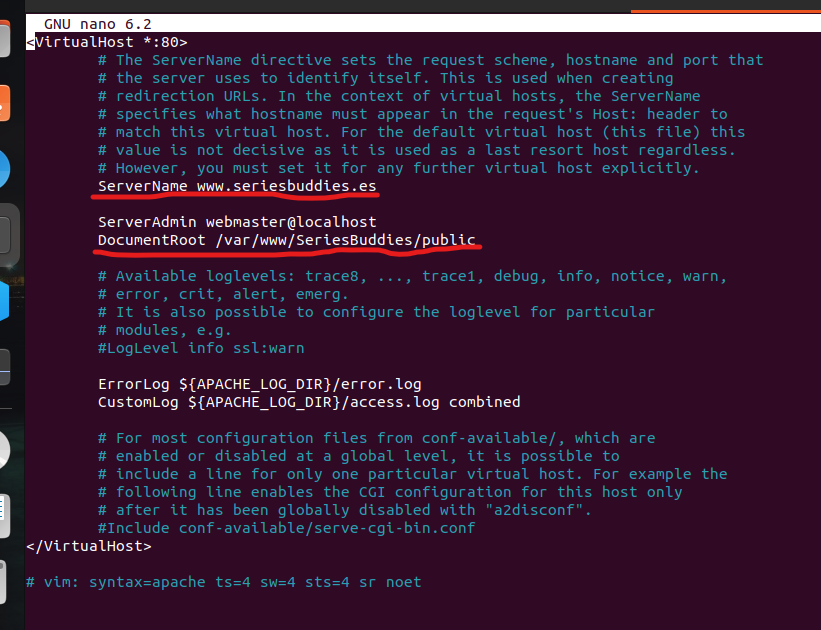 GNU nano 6.2
<VirtualHost *:80>
# The ServerName directive sets the request scheme, hostname and port that
# the server uses to identify itself. This is used when creating
# redirection URLs. In the context of virtual hosts, the ServerName
# specifies what hostname must appear in the request's Host: header to
# match this virtual host. For the default virtual host (this file) this
# value is not decisive as it is used as a last resort host regardless.
# However, you must set it for any further virtual host explicitly.
ServerName www.seriesbuddies.es
ServerAdmin webmaster@localhost
DocumentRoot /var/www/SeriesBuddies/public
# Available loglevels: trace8, ..., trace1, debug, info, notice, warn,
# error, crit, alert, emerg.
# It is also possible to configure the loglevel for particular
# modules, e.g.
#LogLevel info ssl:warn
ErrorLog ${APACHE_LOG_DIR}/error.log
CustomLog ${APACHE_LOG_DIR}/access.log combined
# For most configuration files from conf-available/, which are
# enabled or disabled at a global level, it is possible to
# include a line for only one particular virtual host. For example the
# following line enables the CGI configuration for this host only
# after it has been globally disabled with "a2disconf".
#Include conf-available/serve-cgi-bin.conf
</VirtualHost>
# vim: syntax=apache ts=4 sw=4 sts=4 sr noet